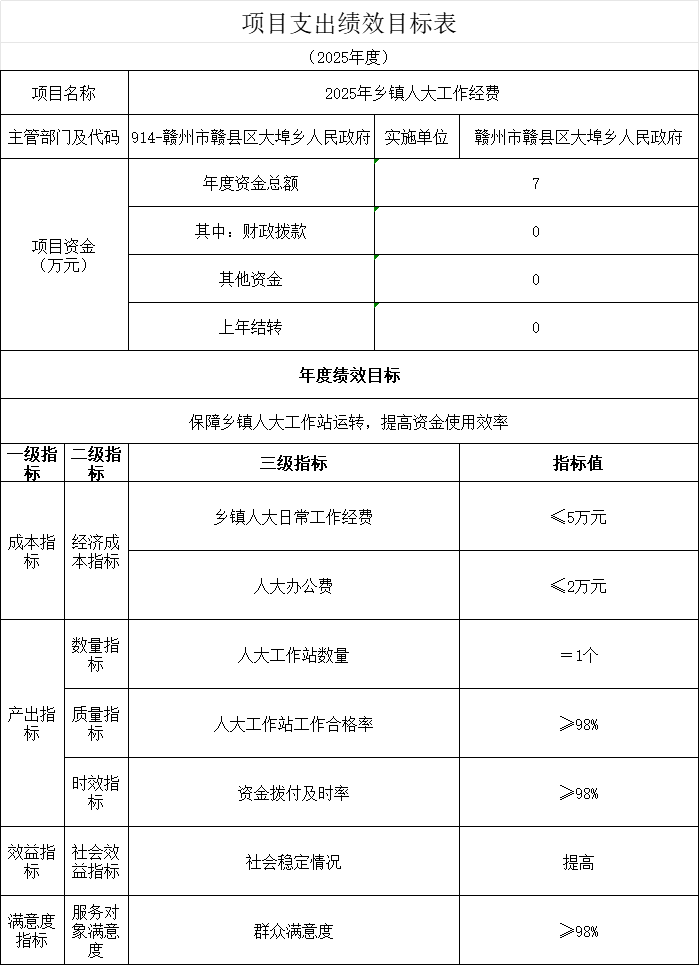 项目支出绩效目标表
（2025年度）
项目名称 2025年乡镇人大工作经费
主管部门及代码 914-赣州市赣县区大埠乡人民政府 实施单位 赣州市赣县区大埠乡人民政府
项目资金
（万元）
年度资金总额 7
其中：财政拨款 0
其他资金 0
上年结转 0
年度绩效目标
保障乡镇人大工作站运转，提高资金使用效率
一级指标 二级指标 三级指标 指标值
成本指标 经济成本指标 乡镇人大日常工作经费 ≤5万元
人大办公费 ≤2万元
产出指标 数量指标 人大工作站数量 ＝1个
质量指标 人大工作站工作合格率 ≥98%
时效指标 资金拨付及时率 ≥98%
效益指标 社会效益指标 社会稳定情况 提高
满意度指标 服务对象满意度 群众满意度 ≥98%